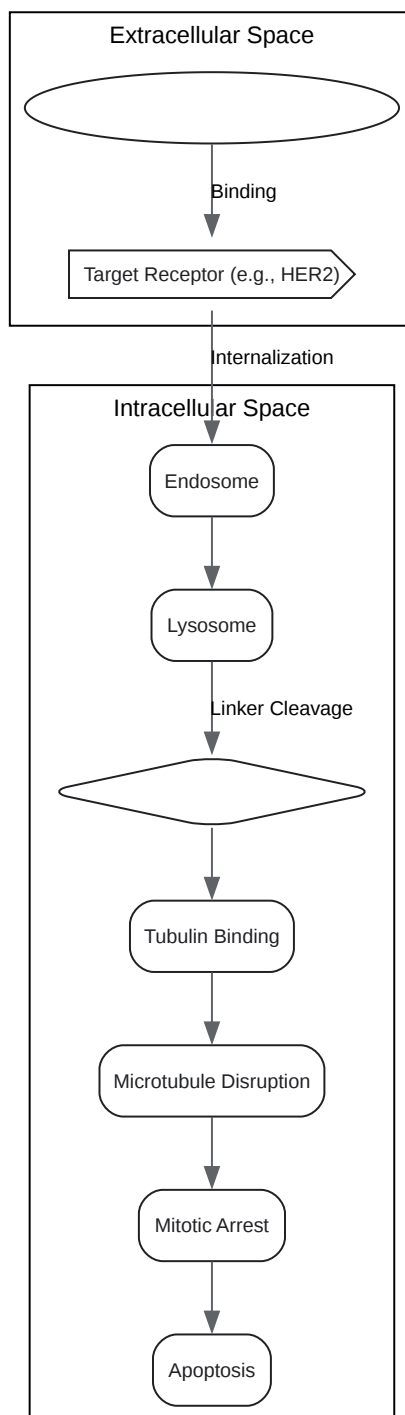 Extracellular Space
Binding
Target Receptor (e.g., HER2)
Internalization
Intracellular Space
Endosome
Lysosome
Linker Cleavage
Tubulin Binding
Microtubule Disruption
Mitotic Arrest
Apoptosis